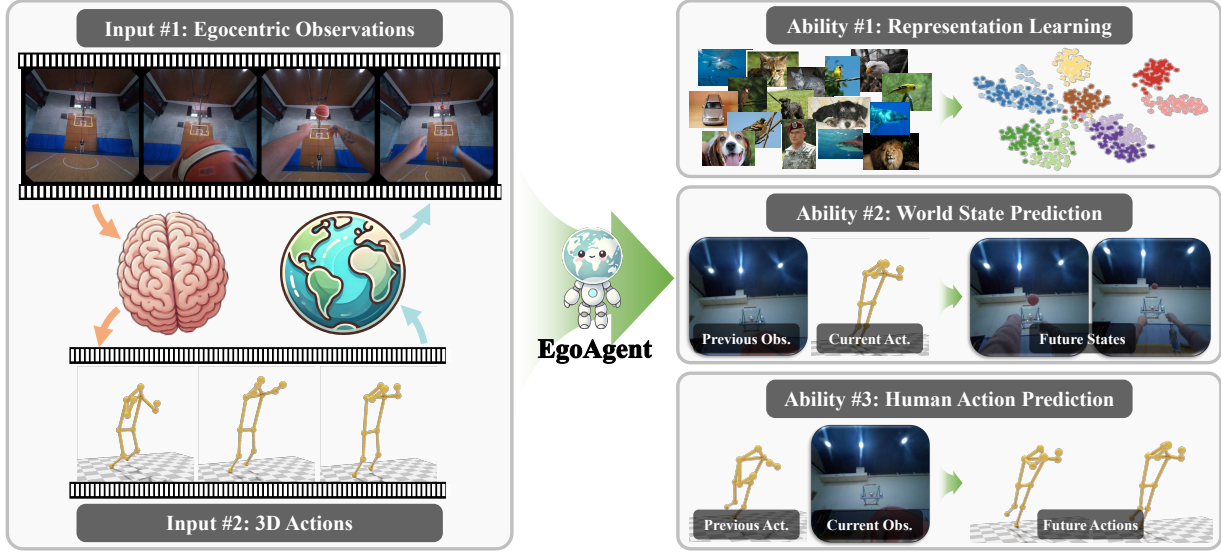 Input #1: Egocentric Observations
Input #2: 3D Actions
EgoAgent
Ability #1: Representation Learning
Ability #2: World State Prediction
Previous Obs.
Current Act.
Future States
Ability #3: Human Action Prediction
Previous Act.
Current Obs.
Future Actions